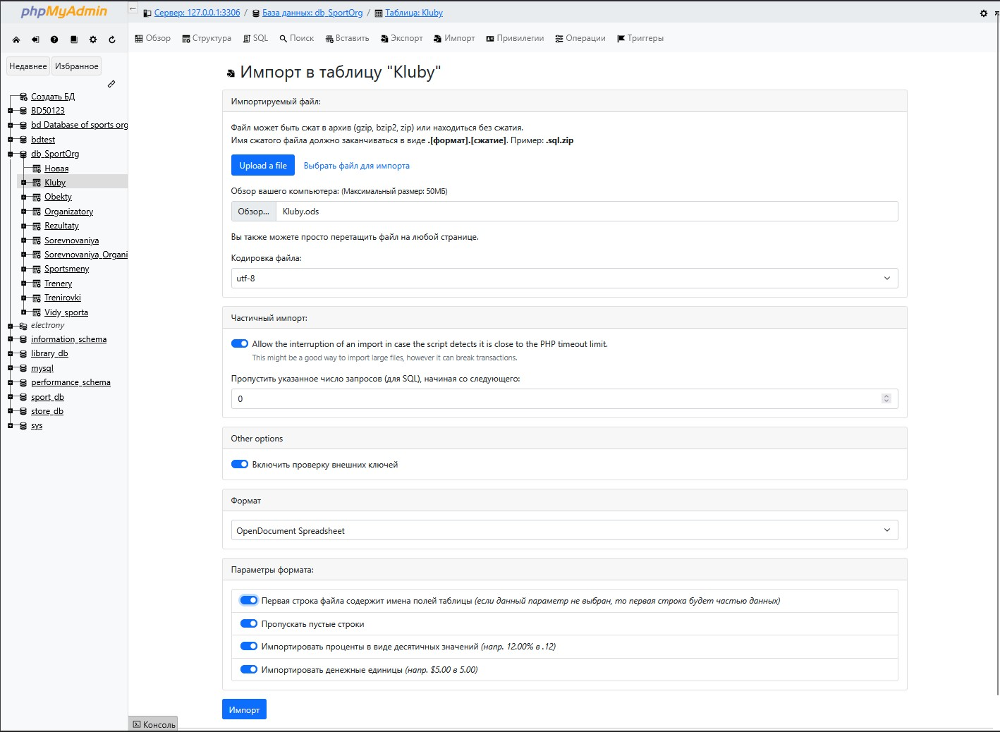 phpMyAdmin
Сервер: 127.0.0.1:3306 / База данных: db_SportOrg / Таблица: Kluby
Обзор Структура SQL Поиск Вставить Экспорт Импорт Привилегии Операции Триггеры
Недавнее Избранное
Создать БД
BD50123
bd Database of sports org
bdtest
db_SportOrg
Новая
Kluby
Obekty
Organizatory
Rezultaty
Sorevnovaniya
Sorevnovaniya_Organi
Sportsmeny
Trenery
Trenirovki
Vidy_sporta
electrony
information_schema
library_db
mysql
performance_schema
sport_db
store_db
sys
Импорт в таблицу "Kluby"
Импортируемый файл:
Файл может быть сжат в архив (gzip, bzip2, zip) или находиться без сжатия.
Имя сжатого файла должно заканчиваться в виде .[формат].[сжатие]. Пример: .sql.zip
Upload a file Выбрать файл для импорта
Обзор вашего компьютера: (Максимальный размер: 50МБ)
Обзор... Kluby.ods
Вы также можете просто перетащить файл на любой странице.
Кодировка файла:
utf-8
Частичный импорт:
Allow the interruption of an import in case the script detects it is close to the PHP timeout limit.
This might be a good way to import large files, however it can break transactions.
Пропустить указанное число запросов (для SQL), начиная со следующего:
0
Other options
Включить проверку внешних ключей
Формат
OpenDocument Spreadsheet
Параметры формата:
Первая строка файла содержит имена полей таблицы (если данный параметр не выбран, то первая строка будет частью данных)
Пропускать пустые строки
Импортировать проценты в виде десятичных значений (напр. 12.00% в .12)
Импортировать денежные единицы (напр. $5.00 в 5.00)
Импорт
Консоль